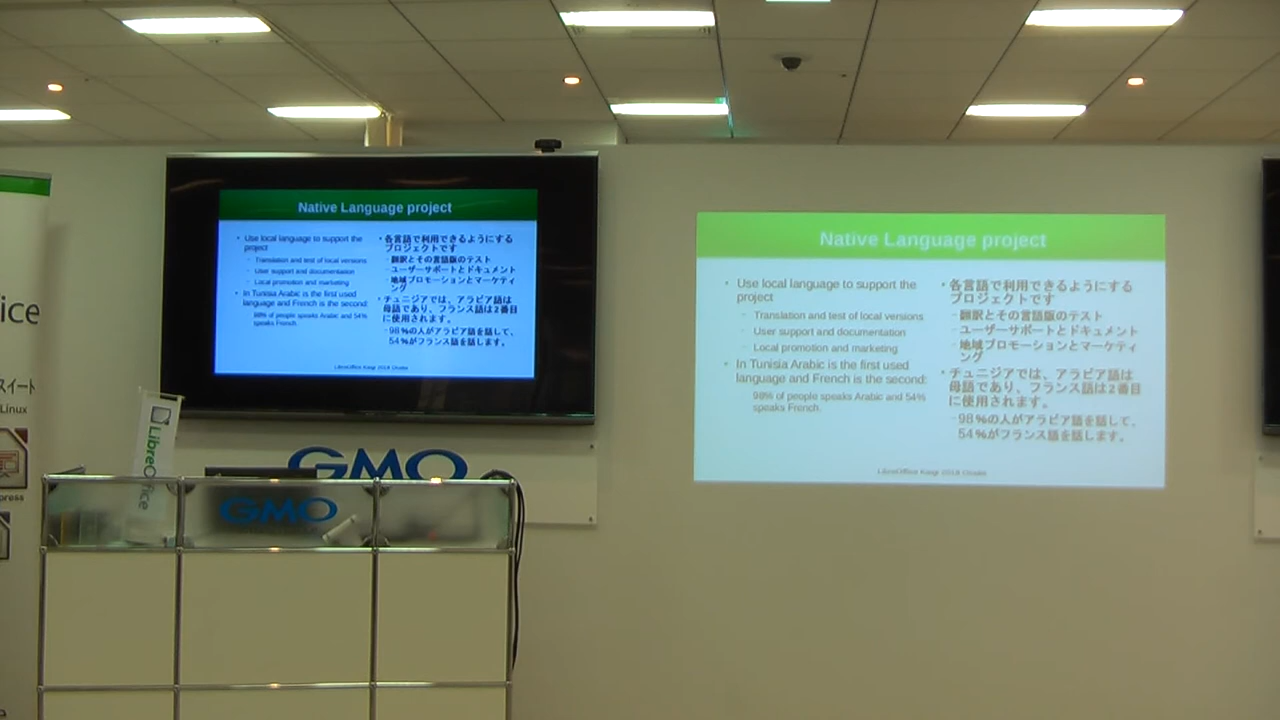 ice
スイート
Linux
press
Native Language project
Use local language to support the
project
Translation and test of local versions
User support and documentation
Local promotion and marketing
In Tunisia Arabic is the first used
language and French is the second:
98% of people speaks Arabic and 54%
speaks French.
各言語で利用できるようにする
プロジェクトです
翻訳とその言語版のテスト
ユーザーサポートとドキュメント
地域プロモーションとマーケティ
ング
チュニジアでは、アラビア語は
母語であり、フランス語は2番目
に使用されます。
98%の人がアラビア語を話して、
54%がフランス語を話します。
LibreOffice Kaigi 2018 Osaka
LibreOffice
GMO
GMO
Native Language project
Use local language to support the
project
Translation and test of local versions
User support and documentation
Local promotion and marketing
In Tunisia Arabic is the first used
language and French is the second:
98% of people speaks Arabic and 54%
speaks French.
各言語で利用できるようにする
プロジェクトです
翻訳とその言語版のテスト
ユーザーサポートとドキュメント
地域プロモーションとマーケティ
ング
チュニジアでは、アラビア語は
母語であり、フランス語は2番目
に使用されます。
98%の人がアラビア語を話して、
54%がフランス語を話します。
LibreOffice Kaigi 2018 Osaka